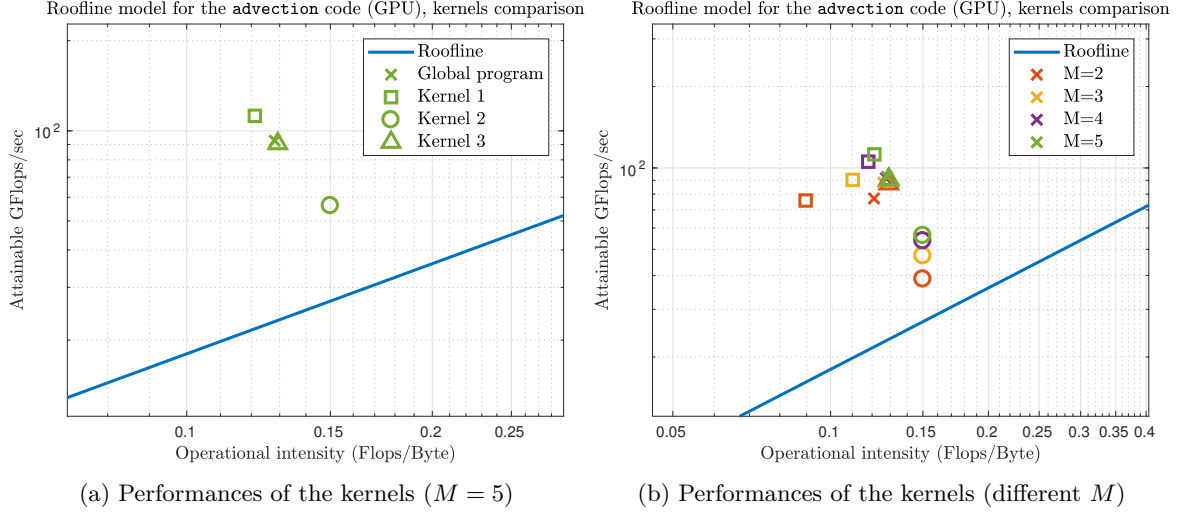 Roofline model for the advection code (GPU), kernels comparison
Roofline
Global program
Kernel 1
Kernel 2
Kernel 3
10²
Attainable GFlops/sec
0.1 0.15 0.2 0.25
Operational intensity (Flops/Byte)
(a) Performances of the kernels (M = 5)
Roofline model for the advection code (GPU), kernels comparison
Roofline
M=2
M=3
M=4
M=5
10²
Attainable GFlops/sec
0.05 0.1 0.15 0.2 0.25 0.3 0.35 0.4
Operational intensity (Flops/Byte)
(b) Performances of the kernels (different M)